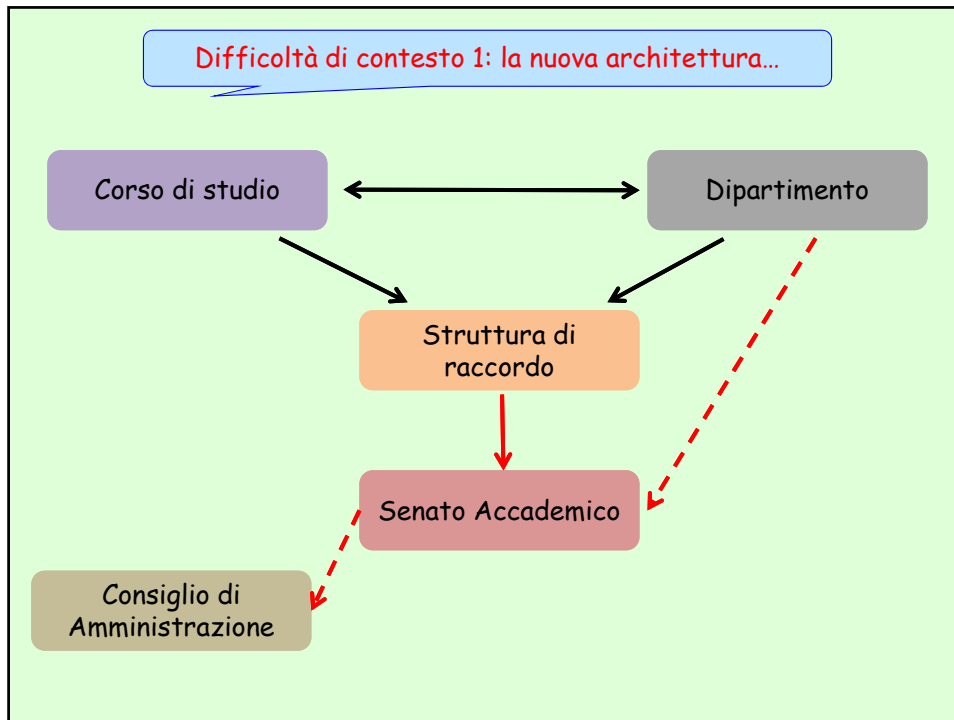 Difficoltà di contesto 1: la nuova architettura…
Corso di studio
Dipartimento
Struttura di
raccordo
Senato Accademico
Consiglio di
Amministrazione